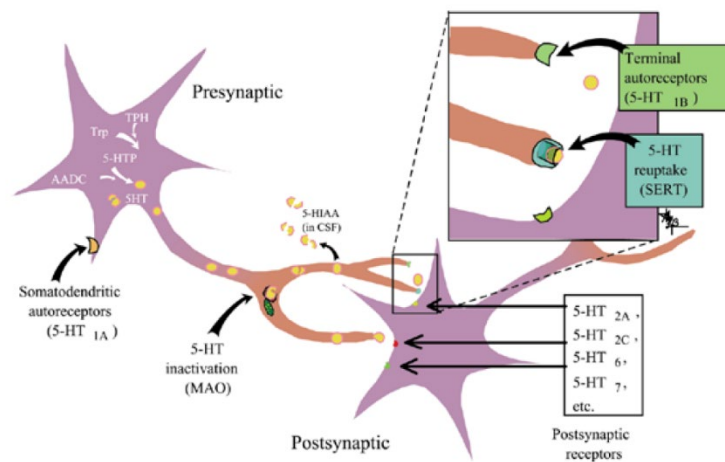 Presynaptic
TPH
Trp
5-HTP
AADC
5HT
Somatodendritic
autoreceptors
(5-HT 1A)
5-HT
inactivation
(MAO)
5-HIAA
(in CSF)
Terminal
autoreceptors
(5-HT 1B)
5-HT
reuptake
(SERT)
5-HT 2A,
5-HT 2C,
5-HT 6,
5-HT 7,
etc.
Postsynaptic
receptors
Postsynaptic